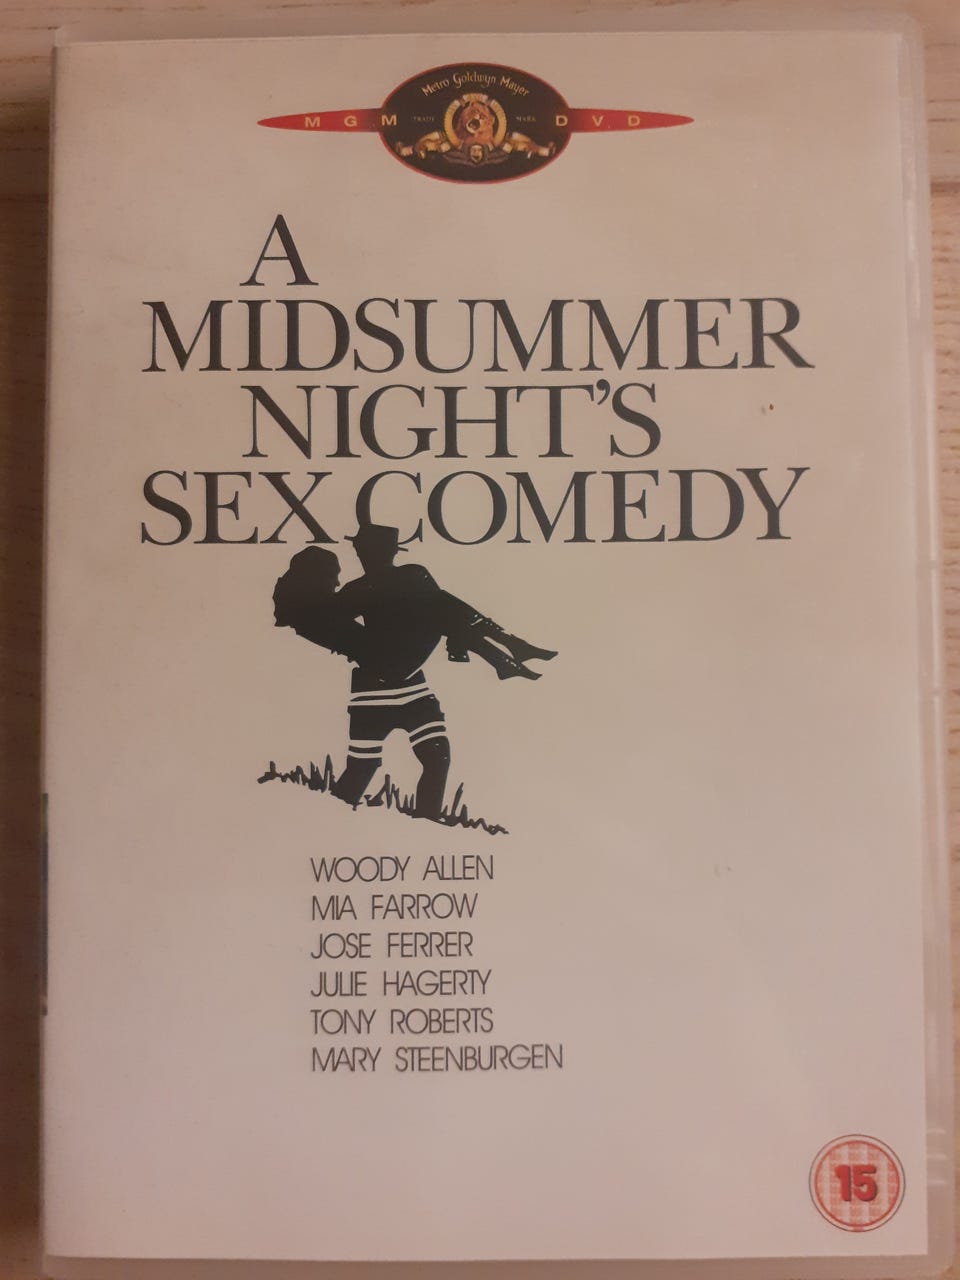 Metro Goldwyn Mayer
MGM TRADE MARK DVD
A
MIDSUMMER
NIGHT'S
SEX COMEDY
WOODY ALLEN
MIA FARROW
JOSE FERRER
JULIE HAGERTY
TONY ROBERTS
MARY STEENBURGEN
15